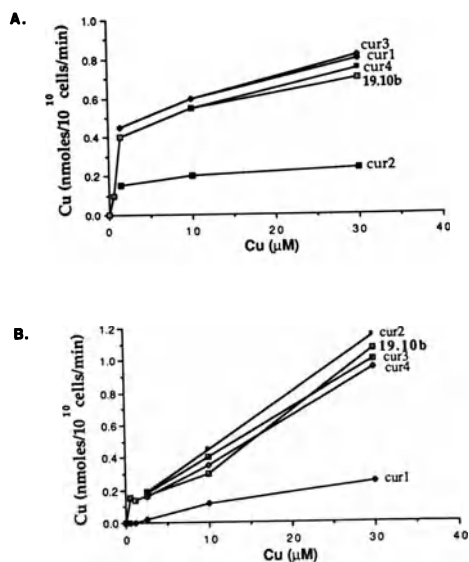 A.
Cu (nmoles/10^10 cells/min)
1.0
0.8
0.6
0.4
0.2
0.0
cur3
cur1
cur4
19.10b
cur2
0 10 20 30 40
Cu (µM)
B.
Cu (nmoles/10^10 cells/min)
1.2
1.0
0.8
0.6
0.4
0.2
0.0
cur2
19.10b
cur3
cur4
cur1
0 10 20 30 40
Cu (µM)